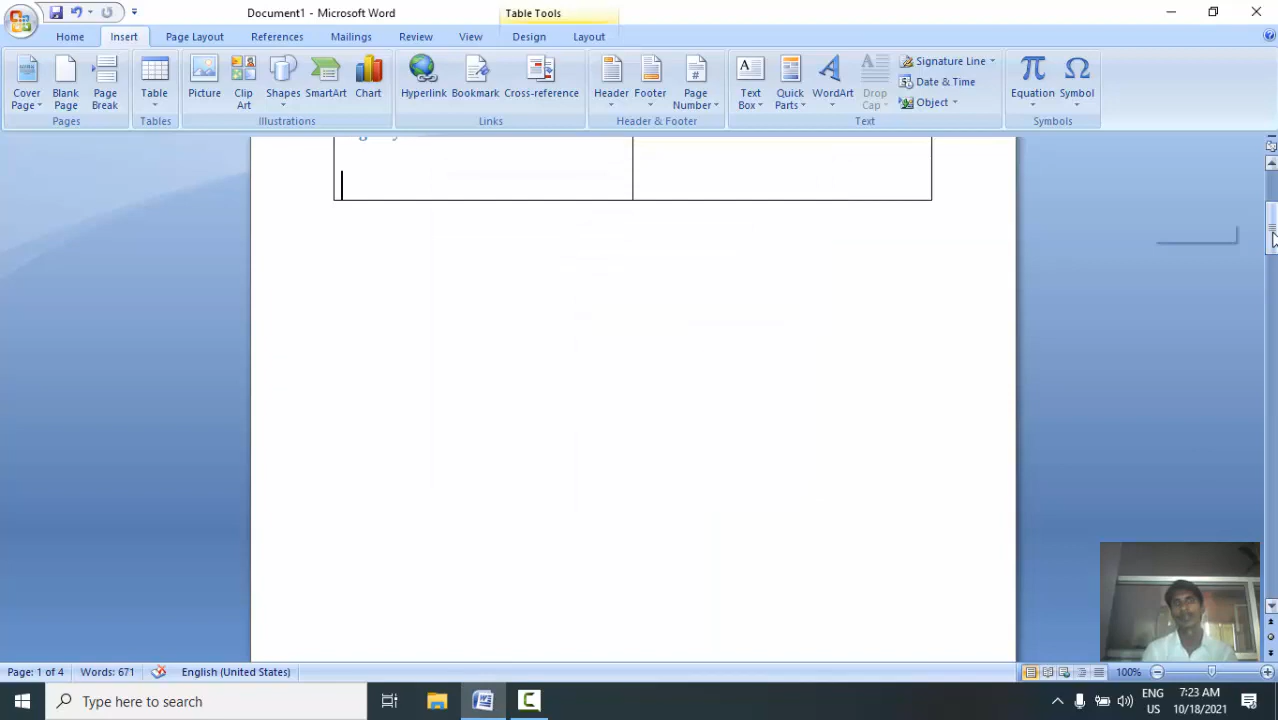 Document1 - Microsoft Word
Table Tools
Home Insert Page Layout References Mailings Review View Design Layout
Cover Page
Blank Page
Page Break
Table
Picture
Clip Art
Shapes
SmartArt
Chart
Hyperlink
Bookmark
Cross-reference
Header
Footer
Page Number
Text Box
Quick Parts
WordArt
Drop Cap
Signature Line
Date & Time
Object
Equation
Symbol
Pages Tables Illustrations Links Header & Footer Text Symbols
Page: 1 of 4 Words: 671 English (United States) 100%
Type here to search
ENG
US
7:23 AM
10/18/2021